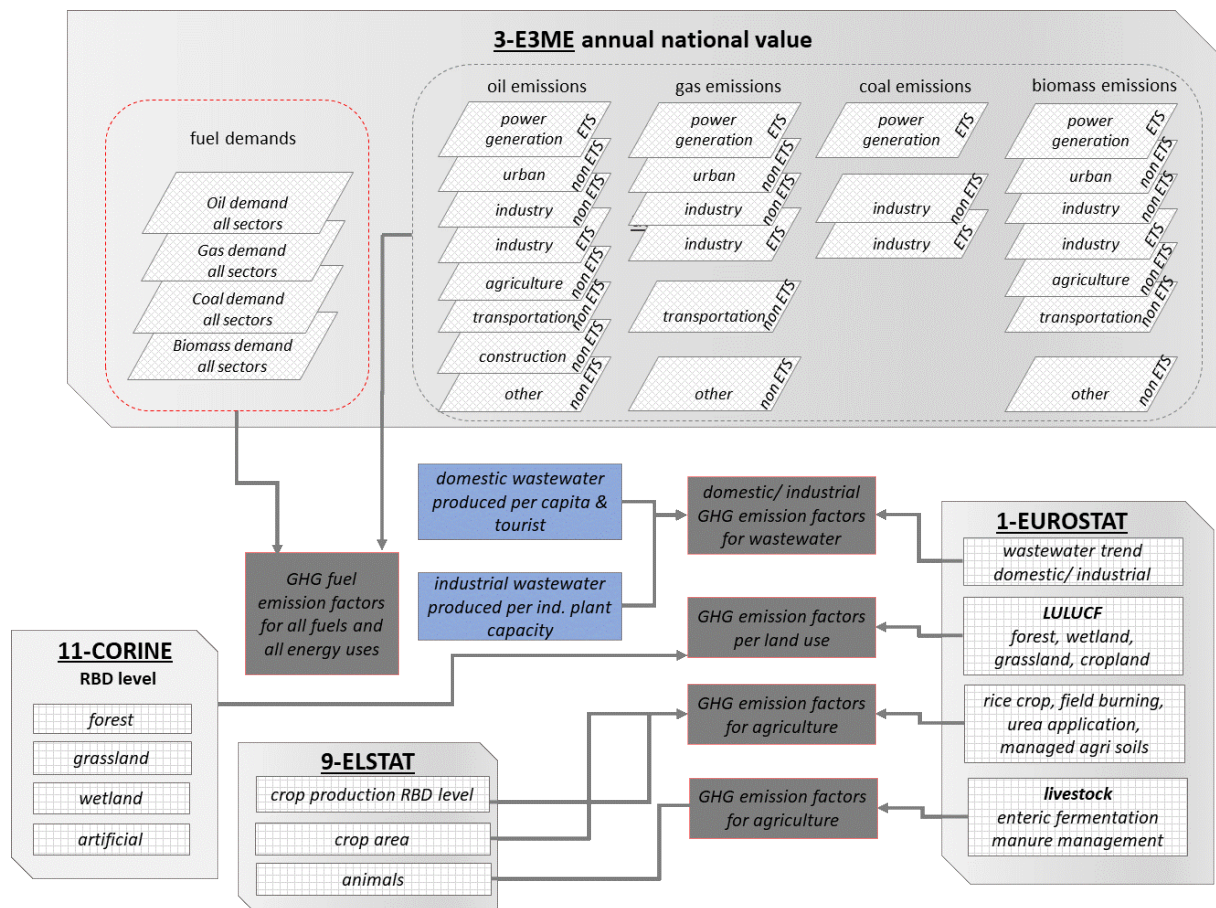 3-E3ME annual national value
fuel demands
Oil demand
all sectors
Gas demand
all sectors
Coal demand
all sectors
Biomass demand
all sectors
oil emissions
power
generation
ETS
urban
non ETS
industry
non ETS
industry
ETS
agriculture
non ETS
transportation
non ETS
construction
non ETS
other
non ETS
gas emissions
power
generation
ETS
urban
non ETS
industry
non ETS
industry
ETS
transportation
non ETS
other
non ETS
coal emissions
power
generation
ETS
industry
non ETS
industry
ETS
biomass emissions
power
generation
ETS
urban
non ETS
industry
non ETS
industry
ETS
agriculture
non ETS
transportation
non ETS
other
non ETS
domestic wastewater
produced per capita &
tourist
industrial wastewater
produced per ind. plant
capacity
GHG fuel
emission factors
for all fuels and
all energy uses
domestic/ industrial
GHG emission factors
for wastewater
GHG emission factors
per land use
GHG emission factors
for agriculture
GHG emission factors
for agriculture
1-EUROSTAT
wastewater trend
domestic/ industrial
LULUCF
forest, wetland,
grassland, cropland
rice crop, field burning,
urea application,
managed agri soils
livestock
enteric fermentation
manure management
11-CORINE
RBD level
forest
grassland
wetland
artificial
9-ELSTAT
crop production RBD level
crop area
animals